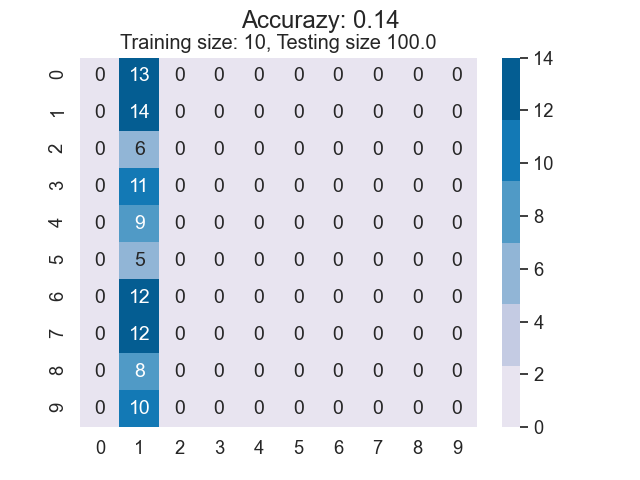 Accurazy: 0.14
Training size: 10, Testing size 100.0
0 0 13 0 0 0 0 0 0 0 0
1 0 14 0 0 0 0 0 0 0 0
2 0 6 0 0 0 0 0 0 0 0
3 0 11 0 0 0 0 0 0 0 0
4 0 9 0 0 0 0 0 0 0 0
5 0 5 0 0 0 0 0 0 0 0
6 0 12 0 0 0 0 0 0 0 0
7 0 12 0 0 0 0 0 0 0 0
8 0 8 0 0 0 0 0 0 0 0
9 0 10 0 0 0 0 0 0 0 0
0 1 2 3 4 5 6 7 8 9
14
12
10
8
6
4
2
0